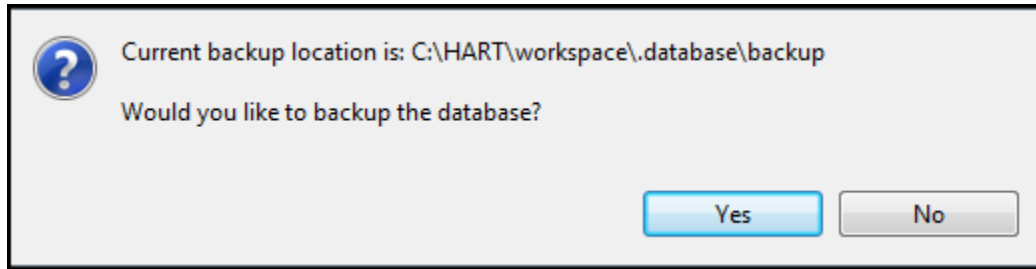 Current backup location is: C:\HART\workspace\.database\backup
Would you like to backup the database?
Yes No